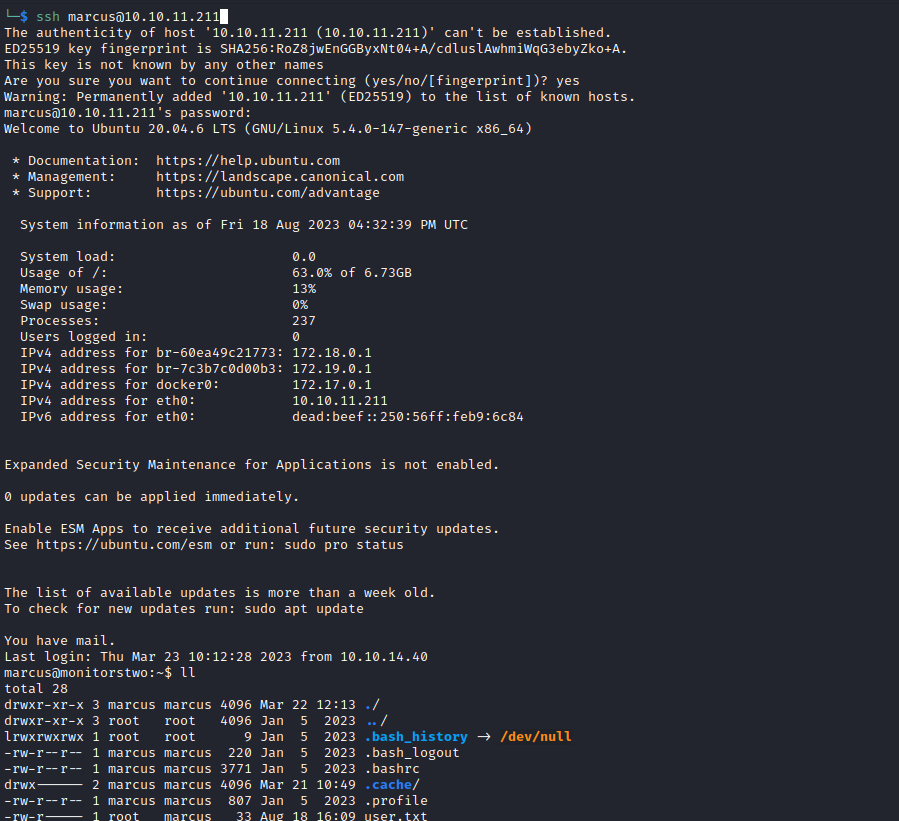 └─$ ssh marcus@10.10.11.211
The authenticity of host '10.10.11.211 (10.10.11.211)' can't be established.
ED25519 key fingerprint is SHA256:RoZ8jwEnGGByxNt04+A/cdluslAwhmiWqG3ebyZko+A.
This key is not known by any other names
Are you sure you want to continue connecting (yes/no/[fingerprint])? yes
Warning: Permanently added '10.10.11.211' (ED25519) to the list of known hosts.
marcus@10.10.11.211's password:
Welcome to Ubuntu 20.04.6 LTS (GNU/Linux 5.4.0-147-generic x86_64)
* Documentation:  https://help.ubuntu.com
* Management:     https://landscape.canonical.com
* Support:        https://ubuntu.com/advantage
System information as of Fri 18 Aug 2023 04:32:39 PM UTC
System load:                      0.0
Usage of /:                       63.0% of 6.73GB
Memory usage:                     13%
Swap usage:                       0%
Processes:                        237
Users logged in:                  0
IPv4 address for br-60ea49c21773: 172.18.0.1
IPv4 address for br-7c3b7c0d00b3: 172.19.0.1
IPv4 address for docker0:         172.17.0.1
IPv4 address for eth0:            10.10.11.211
IPv6 address for eth0:            dead:beef::250:56ff:feb9:6c84
Expanded Security Maintenance for Applications is not enabled.
0 updates can be applied immediately.
Enable ESM Apps to receive additional future security updates.
See https://ubuntu.com/esm or run: sudo pro status
The list of available updates is more than a week old.
To check for new updates run: sudo apt update
You have mail.
Last login: Thu Mar 23 10:12:28 2023 from 10.10.14.40
marcus@monitorstwo:~$ ll
total 28
drwxr-xr-x 3 marcus marcus 4096 Mar 22 12:13 ./
drwxr-xr-x 3 root   root   4096 Jan  5  2023 ../
lrwxrwxrwx 1 root   root      9 Jan  5  2023 .bash_history -> /dev/null
-rw-r--r-- 1 marcus marcus  220 Jan  5  2023 .bash_logout
-rw-r--r-- 1 marcus marcus 3771 Jan  5  2023 .bashrc
drwx------ 2 marcus marcus 4096 Mar 21 10:49 .cache/
-rw-r--r-- 1 marcus marcus  807 Jan  5  2023 .profile
-rw-r----- 1 root   marcus   33 Aug 18 16:09 user.txt